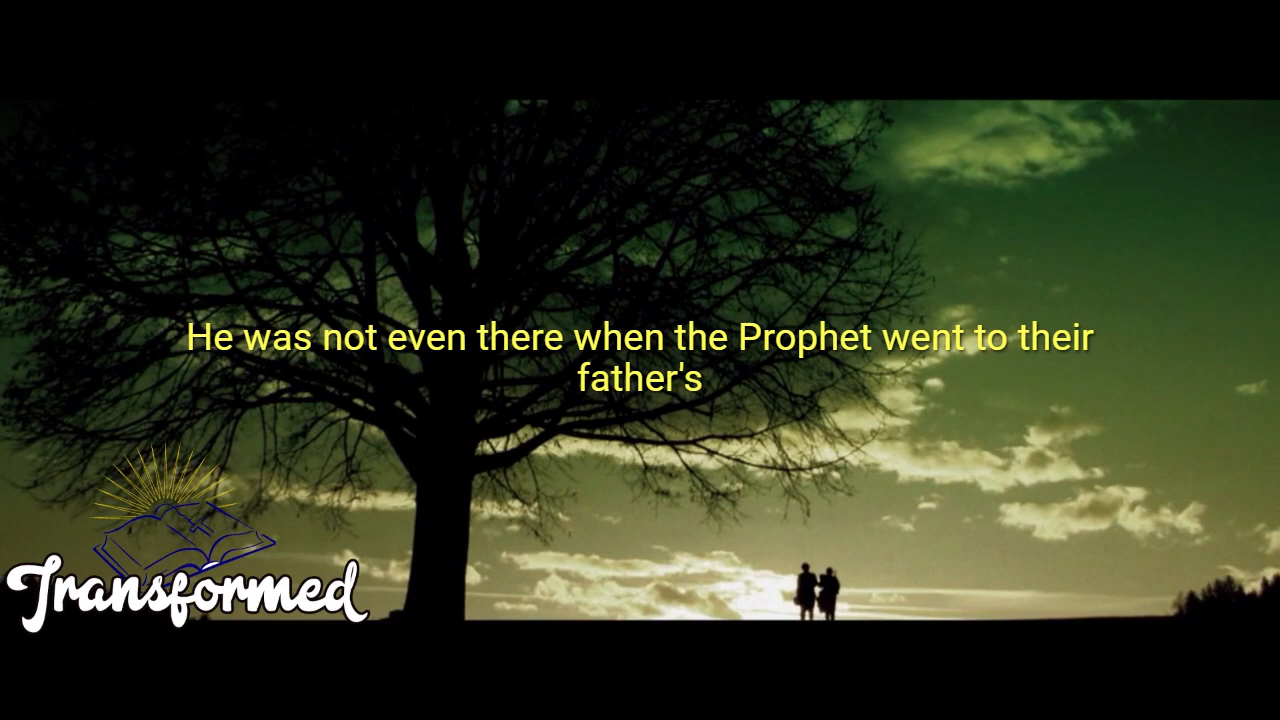 He was not even there when the Prophet went to their
father's
Transformed